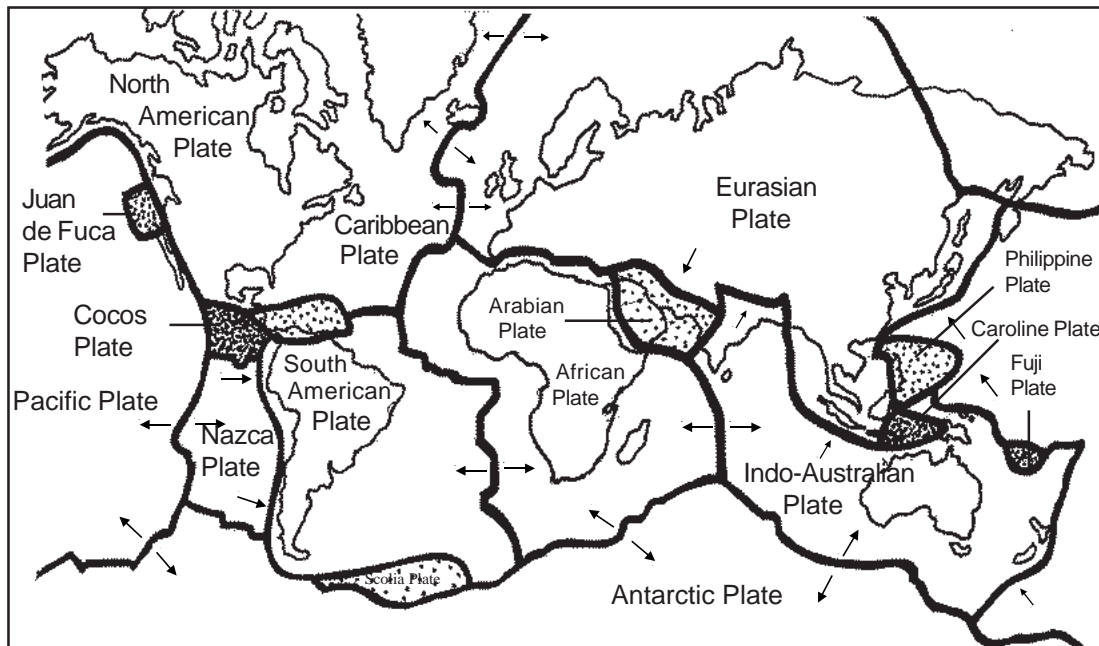 North
American
Plate
Juan
de Fuca
Plate
Caribbean
Plate
Eurasian
Plate
Philippine
Plate
Cocos
Plate
Arabian
Plate
Caroline Plate
Fuji
Plate
South
American
Plate
African
Plate
Pacific Plate
Nazca
Plate
Indo-Australian
Plate
Scotia Plate
Antarctic Plate